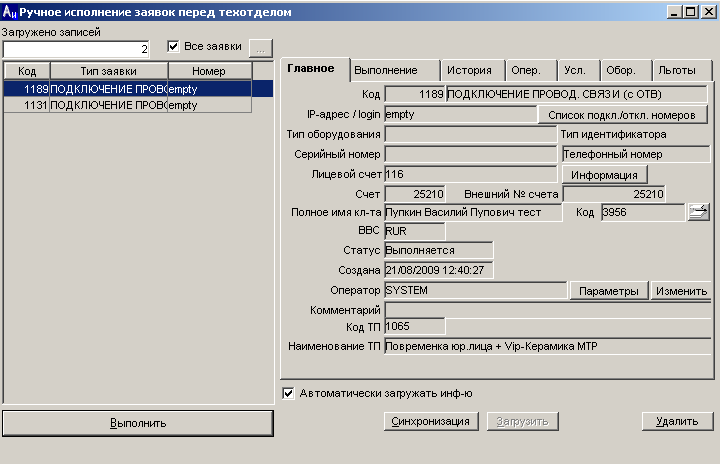 Ручное исполнение заявок перед техотделом
Загружено записей
2 Все заявки ...
Код Тип заявки Номер
1189 ПОДКЛЮЧЕНИЕ ПРОВО empty
1131 ПОДКЛЮЧЕНИЕ ПРОВО empty
Выполнить
Главное Выполнение История Опер. Усл. Обор. Льготы
Код 1189 ПОДКЛЮЧЕНИЕ ПРОВОД. СВЯЗИ (с ОТВ)
IP-адрес / login empty Список подкл./откл. номеров
Тип оборудования Тип идентификатора
Серийный номер Телефонный номер
Лицевой счет 116 Информация
Счет 25210 Внешний № счета 25210
Полное имя кл-та Пупкин Василий Пупович тест Код 3956
ВВС RUR
Статус Выполняется
Создана 21/08/2009 12:40:27
Оператор SYSTEM Параметры Изменить
Комментарий
Код ТП 1065
Наименование ТП Повременка юр.лица + Vip-Керамика МТР
Автоматически загружать инф-ю
Синхронизация Загрузить Удалить